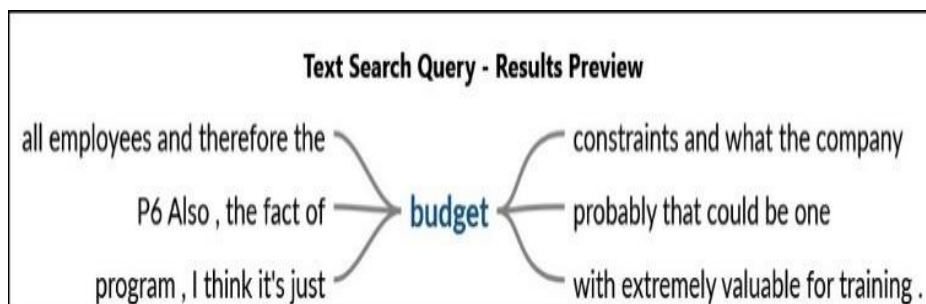 Text Search Query - Results Preview
all employees and therefore the
constraints and what the company
P6 Also , the fact of
budget
probably that could be one
program , I think it's just
with extremely valuable for training .